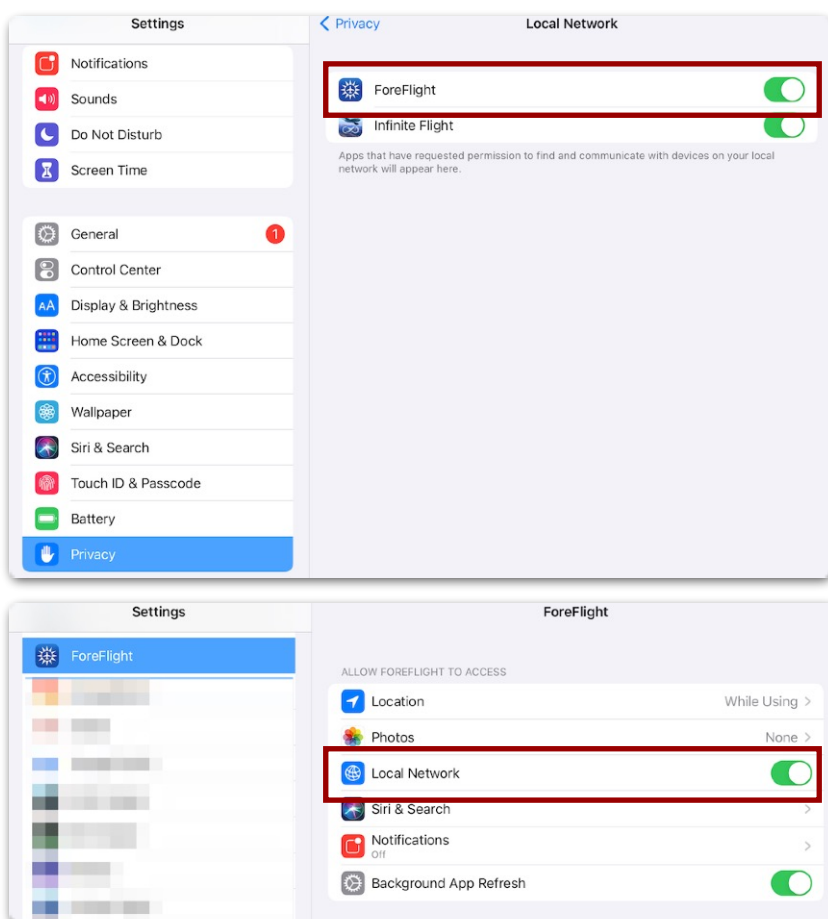 Settings
Notifications
Sounds
Do Not Disturb
Screen Time
General
1
Control Center
AA
Display & Brightness
Home Screen & Dock
Accessibility
Wallpaper
Siri & Search
Touch ID & Passcode
Battery
Privacy
Privacy
Local Network
ForeFlight
Infinite Flight
Apps that have requested permission to find and communicate with devices on your local
network will appear here.
Settings
ForeFlight
ForeFlight
ALLOW FOREFLIGHT TO ACCESS
Location
While Using
Photos
None
Local Network
Siri & Search
Notifications
Off
Background App Refresh